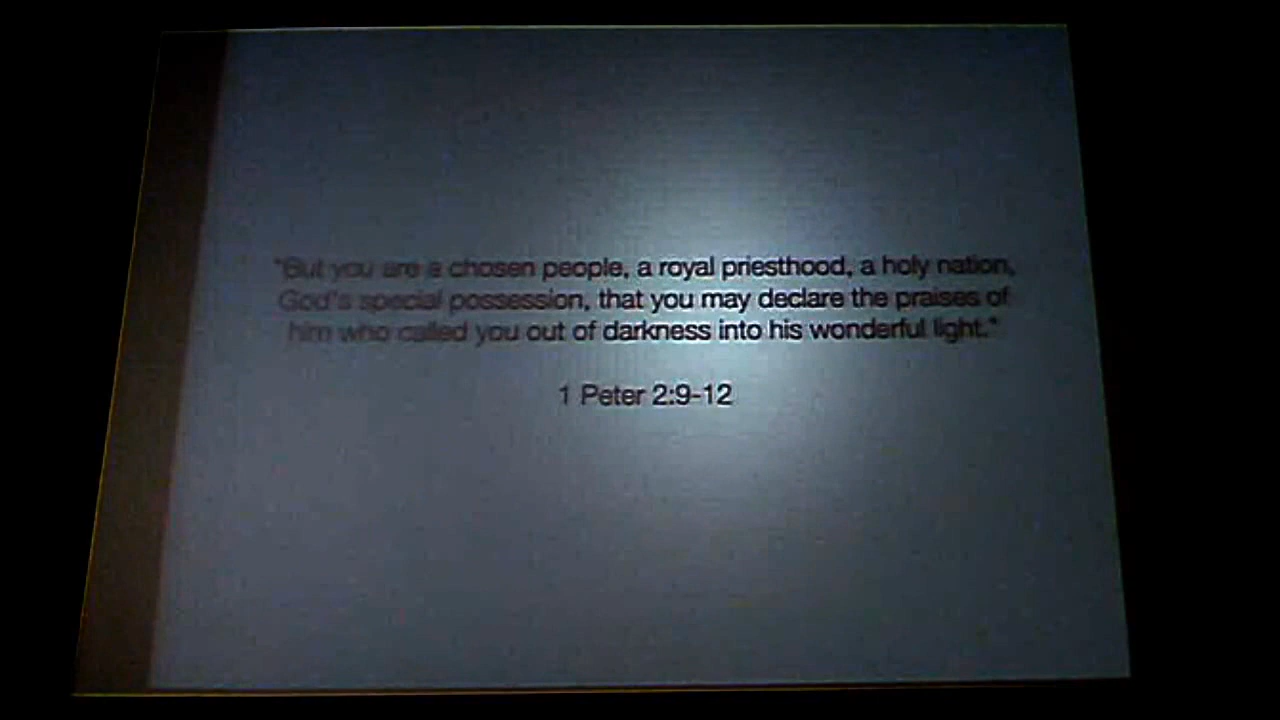 "But you are a chosen people, a royal priesthood, a holy nation,
God's special possession, that you may declare the praises of
him who called you out of darkness into his wonderful light."
1 Peter 2:9-12